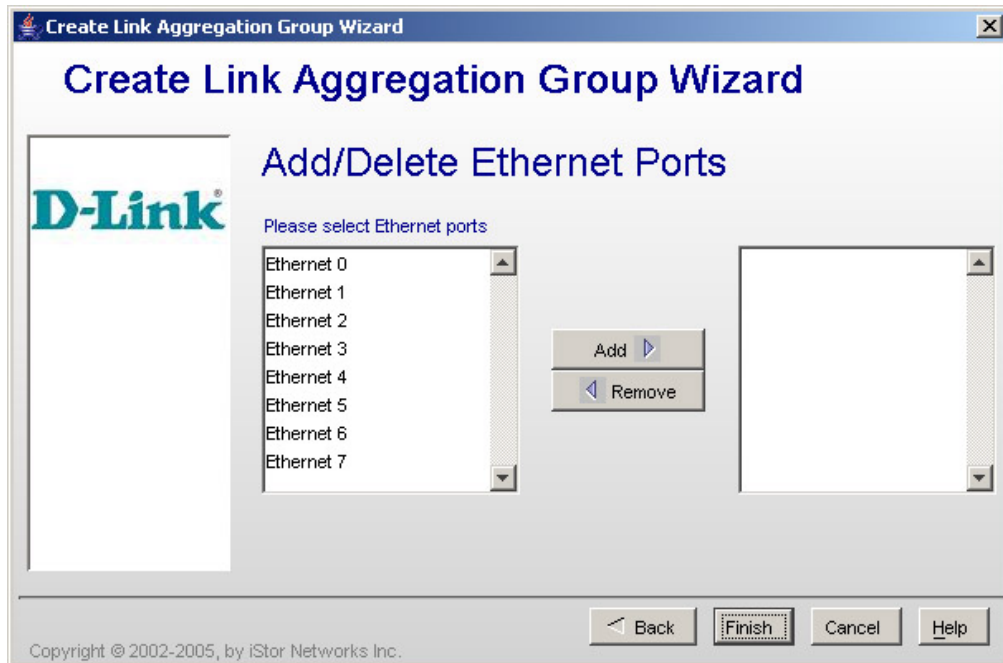 Create Link Aggregation Group Wizard
Create Link Aggregation Group Wizard
D-Link®
Add/Delete Ethernet Ports
Please select Ethernet ports
Ethernet 0
Ethernet 1
Ethernet 2
Ethernet 3
Ethernet 4
Ethernet 5
Ethernet 6
Ethernet 7
Add
Remove
Back
Finish
Cancel
Help
Copyright © 2002-2005, by iStor Networks Inc.